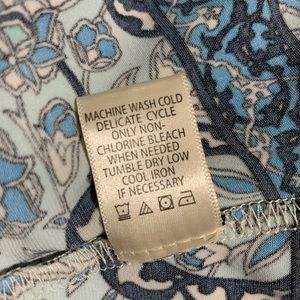 MACHINE WASH COLD
DELICATE CYCLE
ONLY NON-
CHLORINE BLEACH
WHEN NEEDED
TUMBLE DRY LOW
COOL IRON
IF NECESSARY